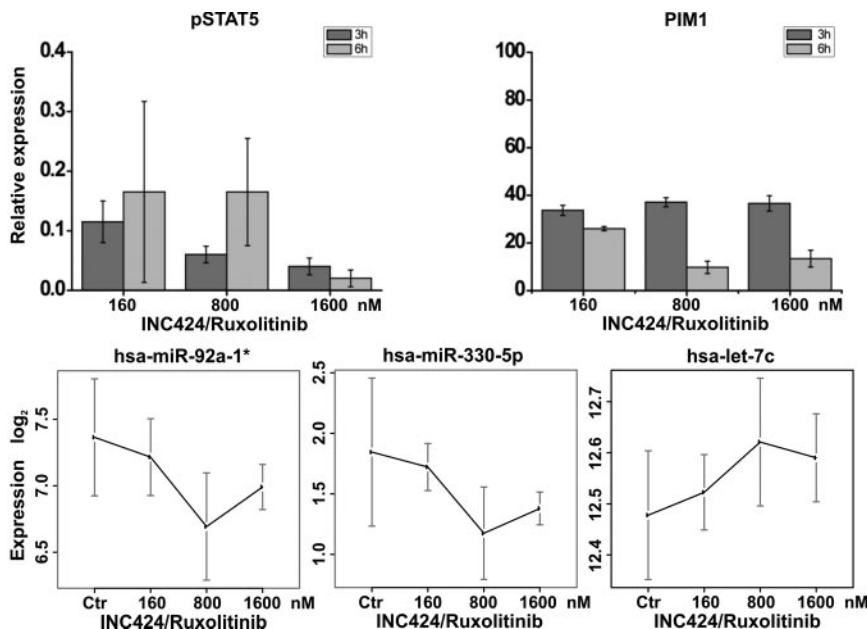 pSTAT5
3h
6h
Relative expression
0.4
0.3
0.2
0.1
0.0
160 800 1600 nM
INC424/Ruxolitinib
PIM1
3h
6h
100
80
60
40
20
0
160 800 1600 nM
INC424/Ruxolitinib
hsa-miR-92a-1*
Expression log2
7.5
7.0
6.5
Ctr 160 800 1600 nM
INC424/Ruxolitinib
hsa-miR-330-5p
2.5
2.0
1.5
1.0
Ctr 160 800 1600 nM
INC424/Ruxolitinib
hsa-let-7c
12.7
12.6
12.5
12.4
Ctr 160 800 1600 nM
INC424/Ruxolitinib